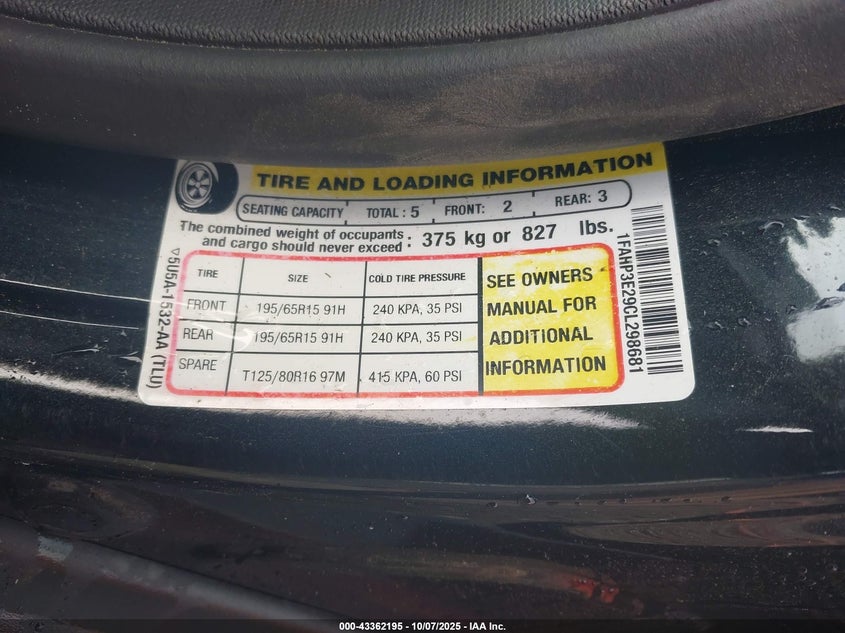 TIRE AND LOADING INFORMATION
SEATING CAPACITY TOTAL : 5 FRONT: 2 REAR: 3
The combined weight of occupants and cargo should never exceed : 375 kg or 827 lbs.
TIRE SIZE COLD TIRE PRESSURE
FRONT 195/65R15 91H 240 KPA, 35 PSI
REAR 195/65R15 91H 240 KPA, 35 PSI
SPARE T125/80R16 97M 415 KPA, 60 PSI
SEE OWNERS
MANUAL FOR
ADDITIONAL
INFORMATION
5U5A-1532-AA (TLU)
1FAHP3E29CL298681
000-43362195 - 10/07/2025 - IAA Inc.